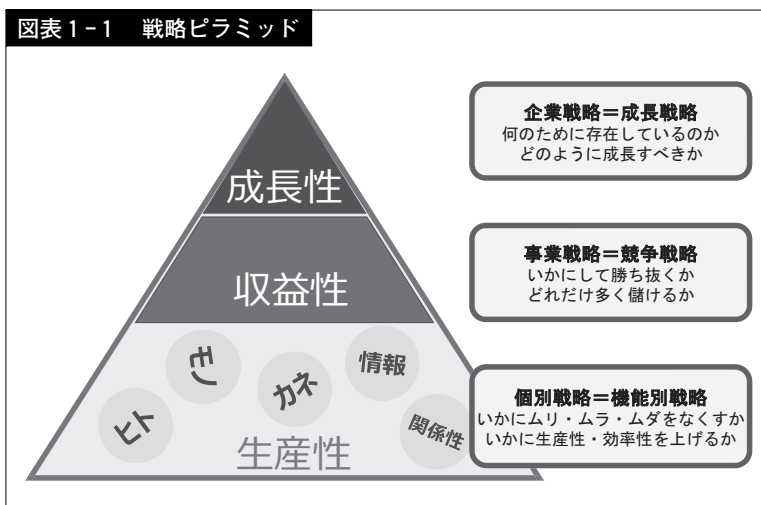 図表1-1 戦略ピラミッド
成長性
企業戦略=成長戦略
何のために存在しているのか
どのように成長すべきか
収益性
事業戦略=競争戦略
いかにして勝ち抜くか
どれだけ多く儲けるか
ヒト
モノ
カネ
情報
関係性
生産性
個別戦略=機能別戦略
いかにムリ・ムラ・ムダをなくすか
いかに生産性・効率性を上げるか